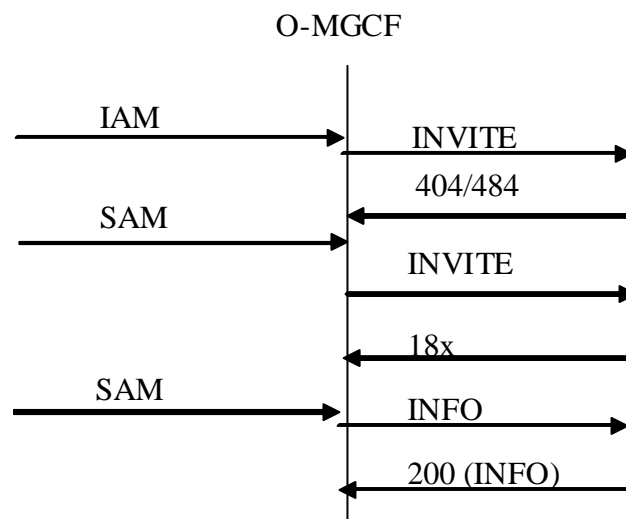 O-MGCF
IAM
INVITE
404/484
SAM
INVITE
18x
SAM
INFO
200 (INFO)